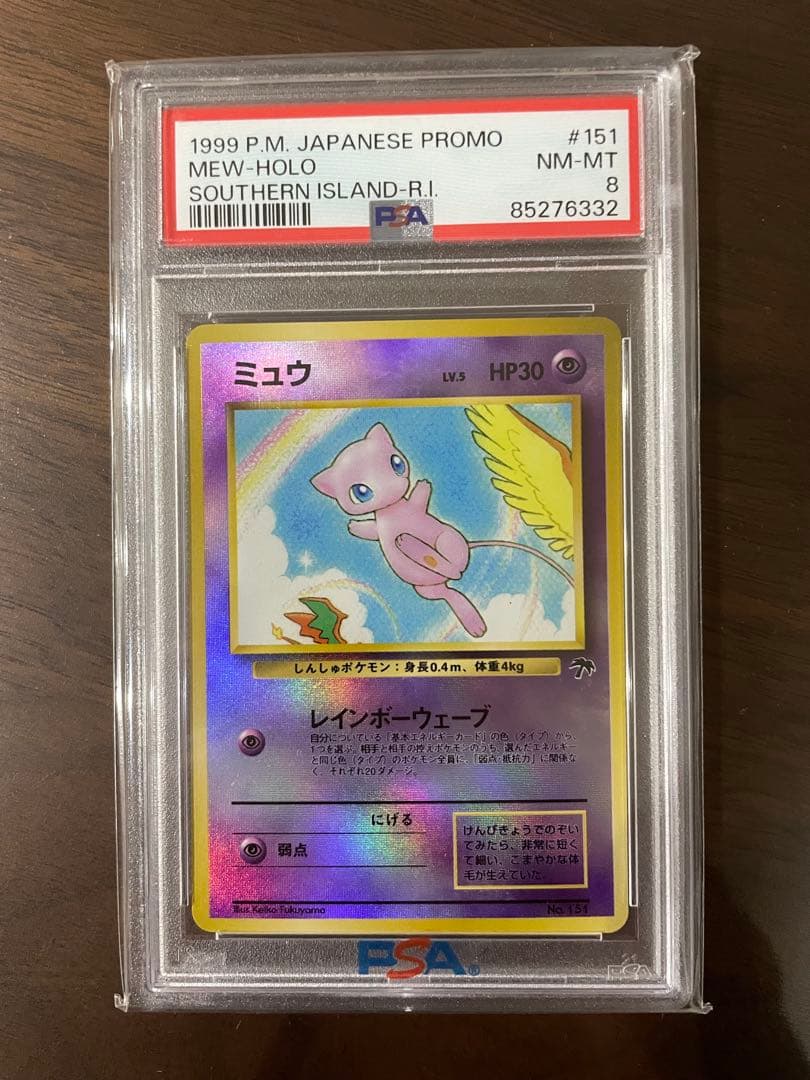 1999 P.M. JAPANESE PROMO #151
MEW-HOLO NM-MT
SOUTHERN ISLAND-R.I. 8
PSA 85276332
ミュウ LV.5 HP30
しんしゅポケモン：身長0.4m、体重4kg
レインボーウェーブ
自分についている「基本エネルギーカード」の色（タイプ）から、
1つを選ぶ。相手と相手の控えポケモンのうち、選んだエネルギー
と同じ色（タイプ）のポケモン全員に、「弱点・抵抗力」に関係な
く、それぞれ20ダメージ。
にげる
弱点
けんびきょうでのぞい
てみたら、非常に短く
て細い、こまやかな体
毛が生えていた。
Illus. Keiko Fukuyama No. 151
PSA
PSA